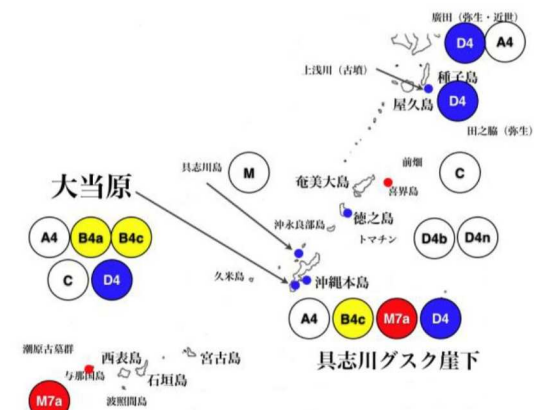 廣田（弥生・近世）
D4 A4
上浅川（古墳）
種子島
屋久島
D4
田之脇（弥生）
具志川島
M
前畑
C
奄美大島
喜界島
大当原
徳之島
沖永良部島
トマチン
D4b D4n
A4 B4a B4c
C D4
久米島
沖縄本島
A4 B4c M7a D4
具志川グスク崖下
潮原古墓群
西表島
宮古島
与那国島
石垣島
M7a
波照間島